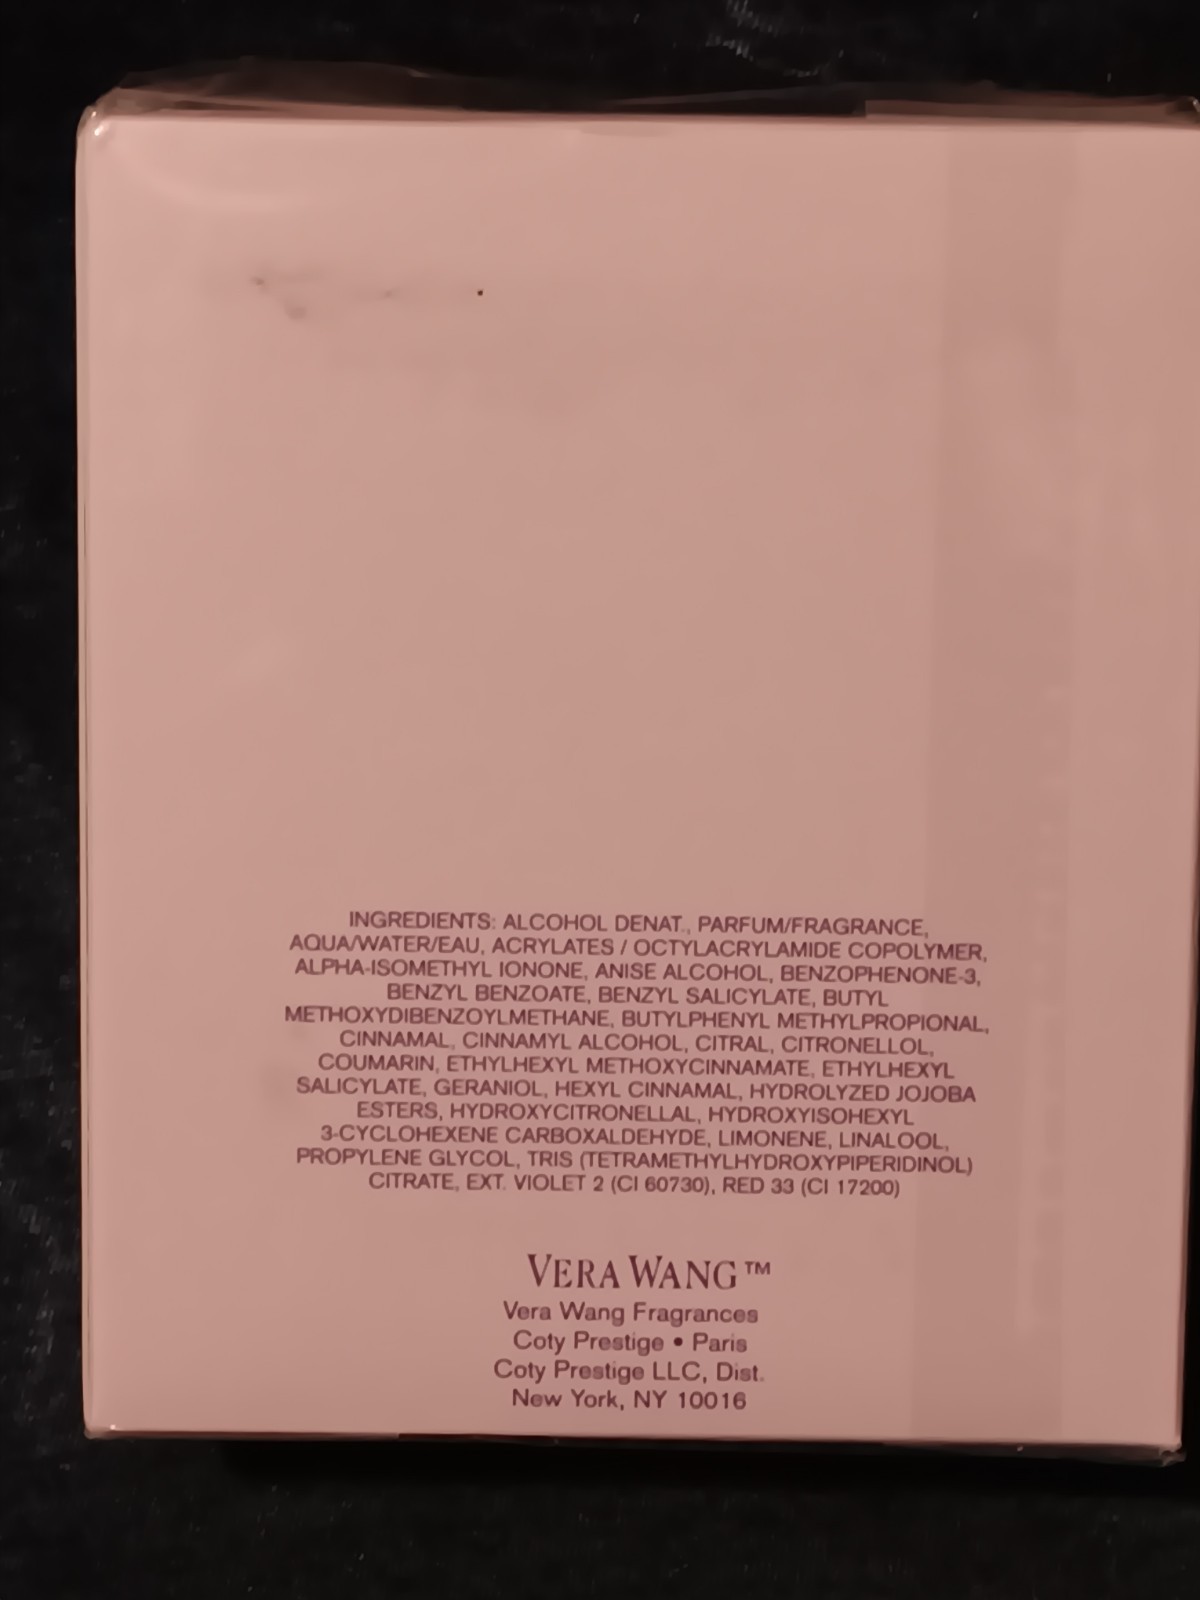 INGREDIENTS: ALCOHOL DENAT., PARFUM/FRAGRANCE,
AQUA/WATER/EAU, ACRYLATES / OCTYLACRYLAMIDE COPOLYMER,
ALPHA-ISOMETHYL IONONE, ANISE ALCOHOL, BENZOPHENONE-3,
BENZYL BENZOATE, BENZYL SALICYLATE, BUTYL
METHOXYDIBENZOYLMETHANE, BUTYLPHENYL METHYLPROPIONAL,
CINNAMAL, CINNAMYL ALCOHOL, CITRAL, CITRONELLOL,
COUMARIN, ETHYLHEXYL METHOXYCINNAMATE, ETHYLHEXYL
SALICYLATE, GERANIOL, HEXYL CINNAMAL, HYDROLYZED JOJOBA
ESTERS, HYDROXYCITRONELLAL, HYDROXYISOHEXYL
3-CYCLOHEXENE CARBOXALDEHYDE, LIMONENE, LINALOOL,
PROPYLENE GLYCOL, TRIS (TETRAMETHYLHYDROXYPIPERIDINOL)
CITRATE, EXT. VIOLET 2 (CI 60730), RED 33 (CI 17200)
VERA WANG™
Vera Wang Fragrances
Coty Prestige • Paris
Coty Prestige LLC, Dist.
New York, NY 10016